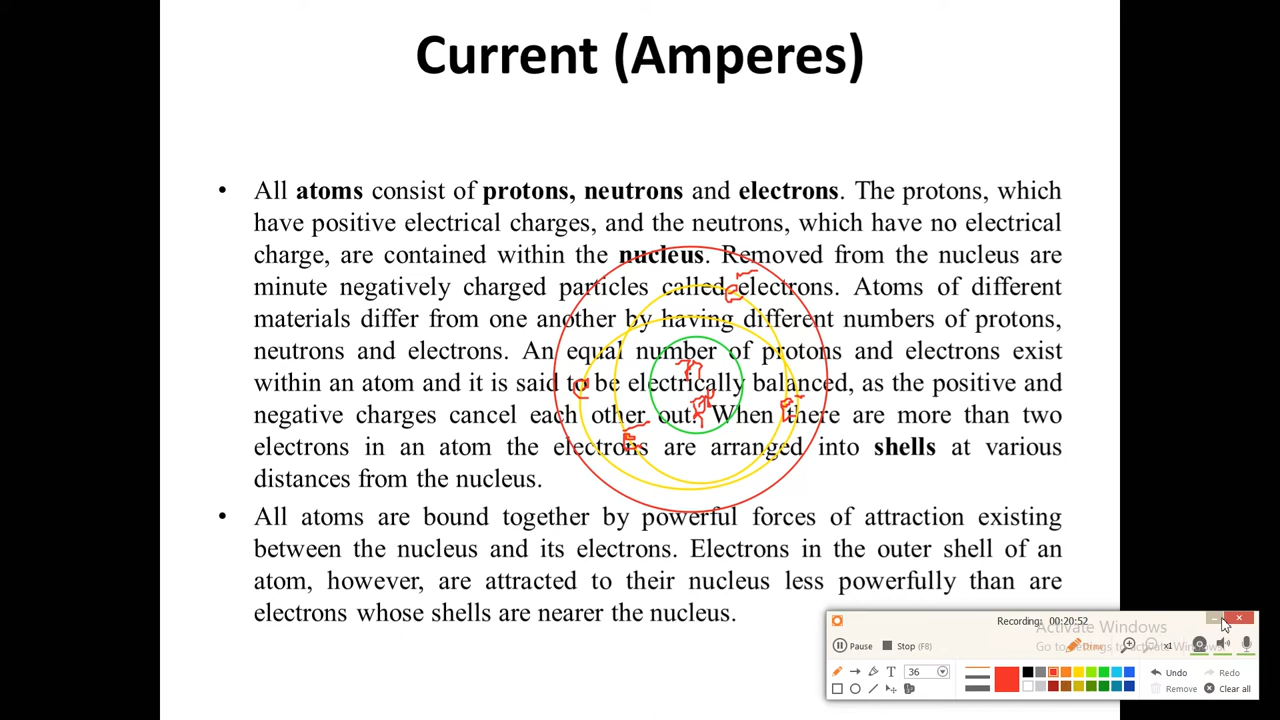 Current (Amperes)
• All atoms consist of protons, neutrons and electrons. The protons, which
have positive electrical charges, and the neutrons, which have no electrical
charge, are contained within the nucleus. Removed from the nucleus are
minute negatively charged particles called electrons. Atoms of different
materials differ from one another by having different numbers of protons,
neutrons and electrons. An equal number of protons and electrons exist
within an atom and it is said to be electrically balanced, as the positive and
negative charges cancel each other out. When there are more than two
electrons in an atom the electrons are arranged into shells at various
distances from the nucleus.
• All atoms are bound together by powerful forces of attraction existing
between the nucleus and its electrons. Electrons in the outer shell of an
atom, however, are attracted to their nucleus less powerfully than are
electrons whose shells are nearer the nucleus.
Recording: 00:20:52
Activate Windows
Go to Settings to activate Windows.
Pause Stop (F8) Draw x1
T 36 Undo Redo
Remove Clear all